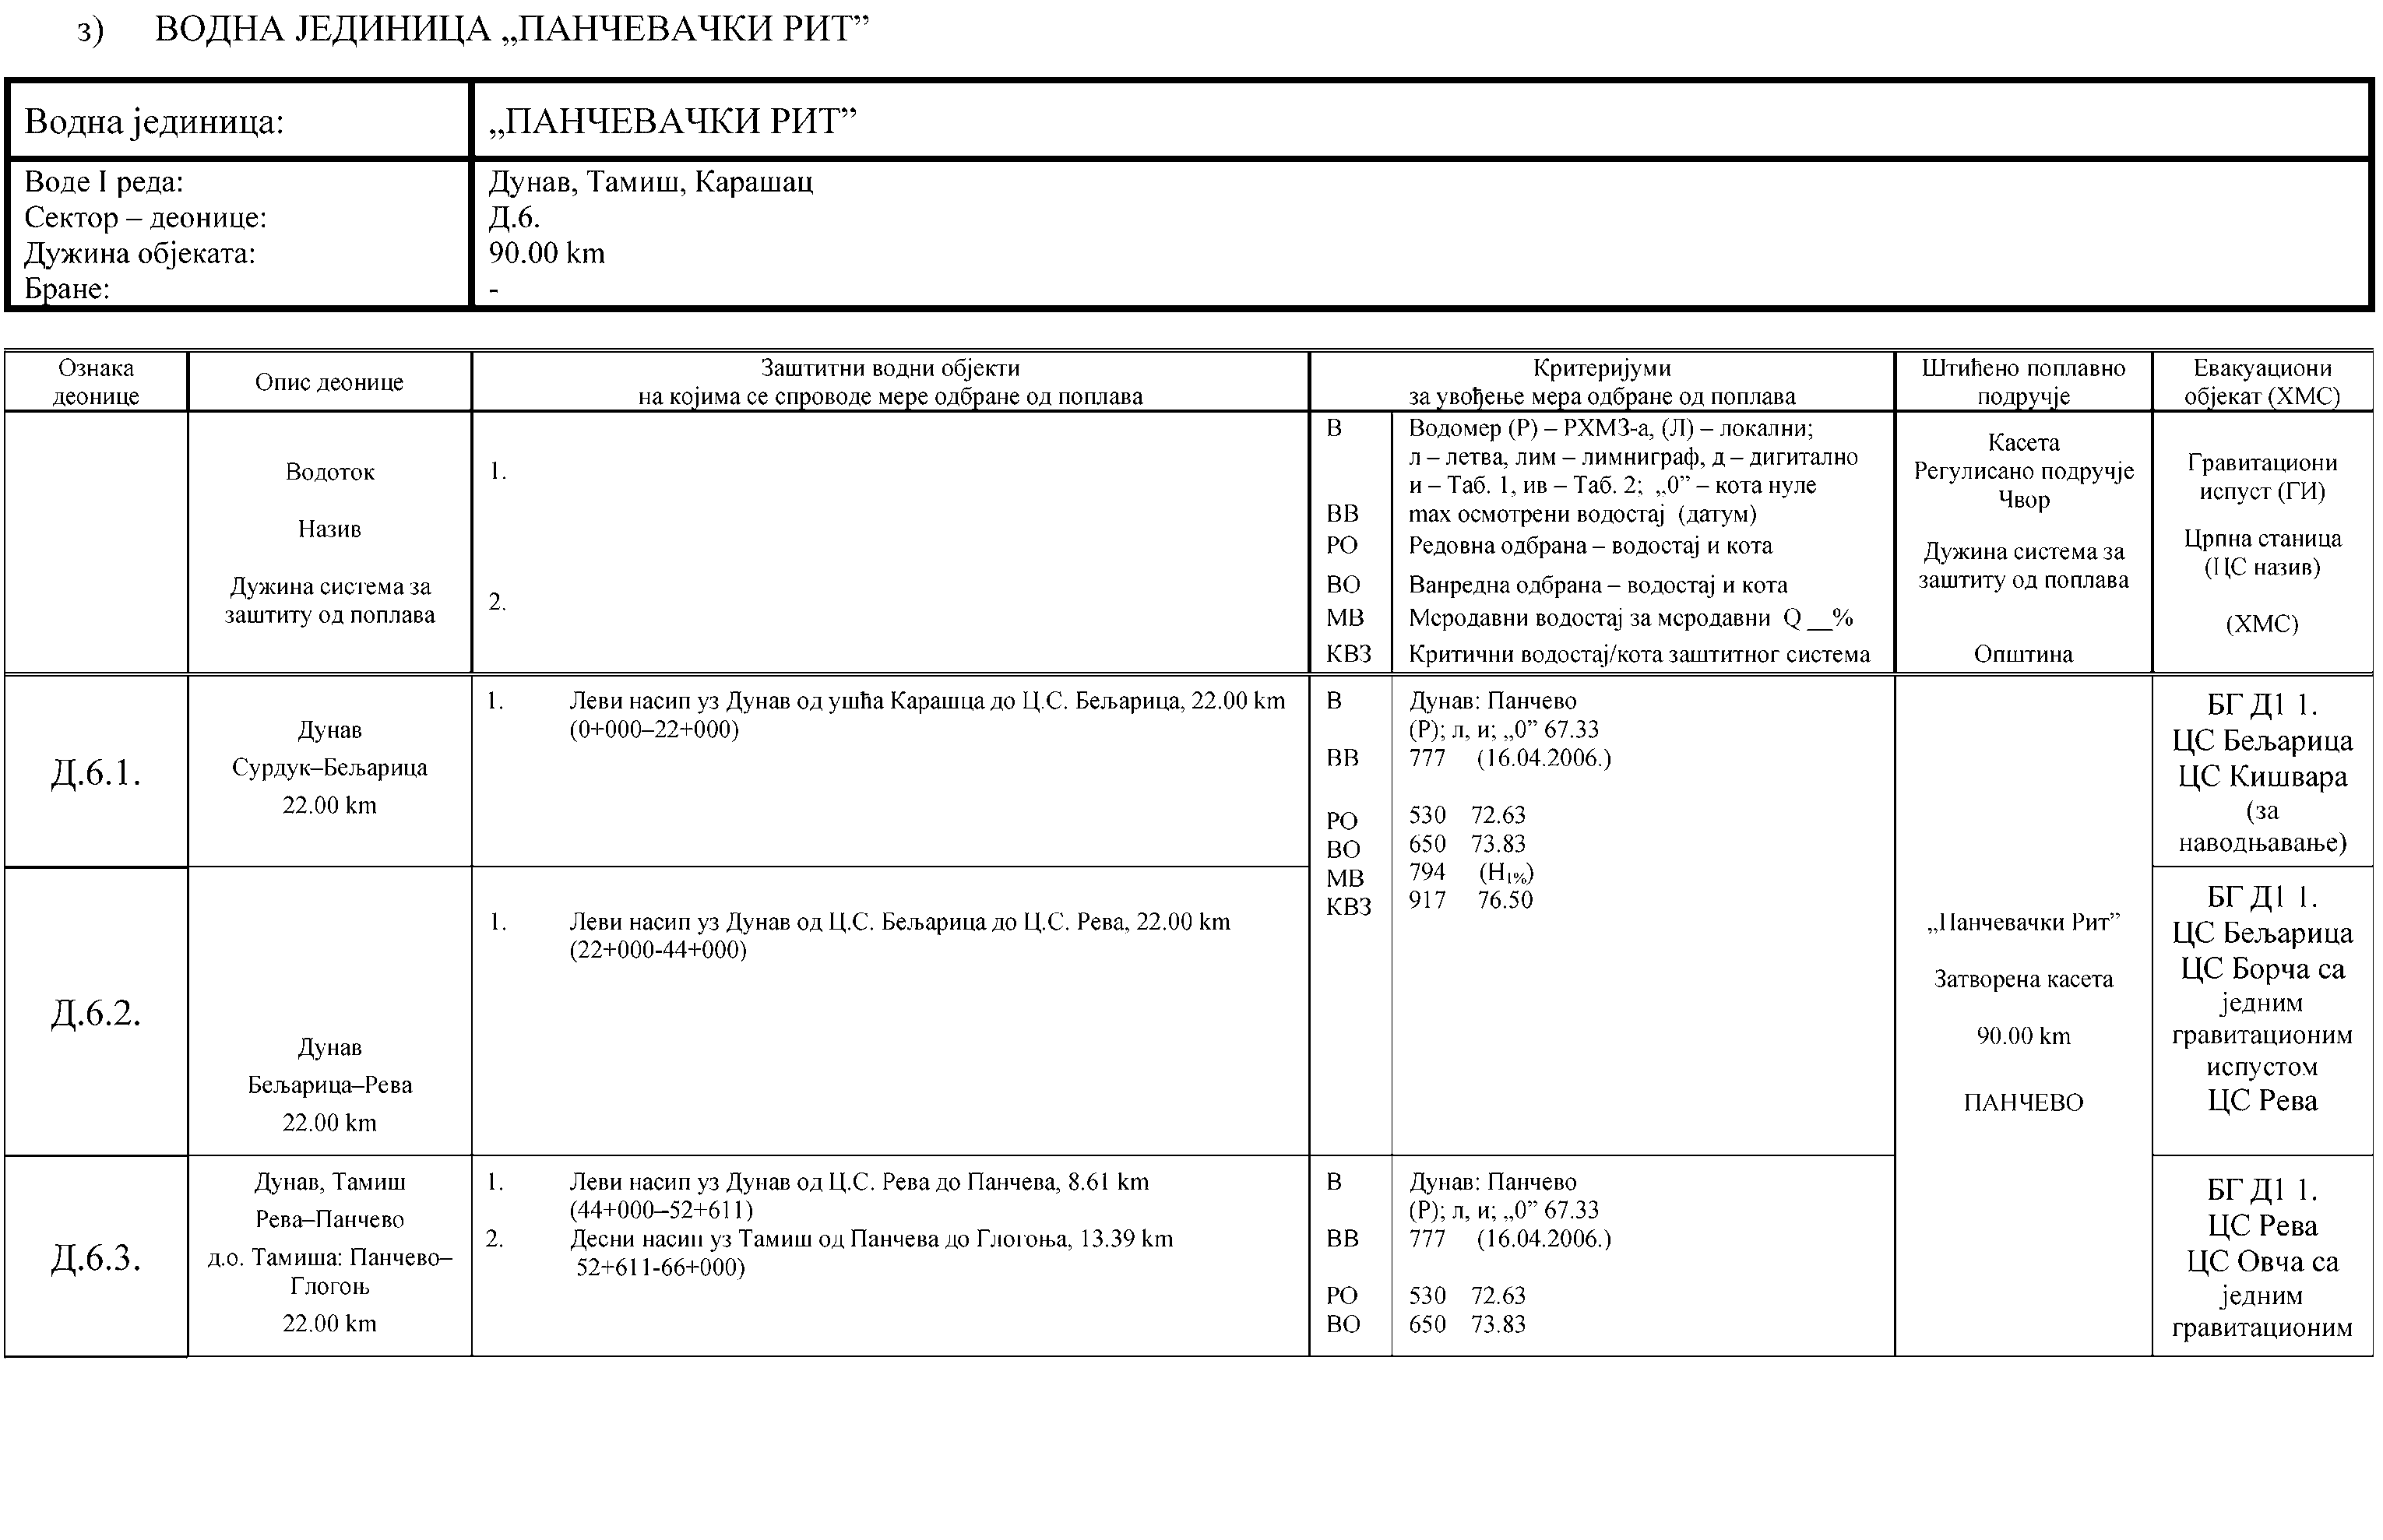 з) ВОДНА ЈЕДИНИЦА „ПАНЧЕВАЧКИ РИТ”
Водна јединица: „ПАНЧЕВАЧКИ РИТ”
Воде I реда: Дунав, Тамиш, Карашац
Сектор – деонице: Д.6.
Дужина објеката: 90.00 km
Бране: -
Ознака
деонице
Опис деонице
Заштитни водни објекти
на којима се спроводе мере одбране од поплава
Критеријуми
за увођење мера одбране од поплава
Штићено поплавно
подручје
Евакуациони
објекат (ХМС)
Водоток
Назив
Дужина система за
заштиту од поплава
1.
2.
В Водомер (Р) – РХМЗ-а, (Л) – локални;
л – летва, лим – лимниграф, д – дигитално
и – Таб. 1, ив – Таб. 2; „0” – кота нуле
ВВ max осмотрени водостај (датум)
РО Редовна одбрана – водостај и кота
ВО Ванредна одбрана – водостај и кота
МВ Меродавни водостај за меродавни Q __%
КВЗ Критични водостај/кота заштитног система
Касета
Регулисано подручје
Чвор
Дужина система за
заштиту од поплава
Општина
Гравитациони
испуст (ГИ)
Црпна станица
(ЦС назив)
(ХМС)
Д.6.1.
Дунав
Сурдук–Бељарица
22.00 km
1. Леви насип уз Дунав од ушћа Карашца до Ц.С. Бељарица, 22.00 km
(0+000–22+000)
В Дунав: Панчево
(Р); л, и; „0” 67.33
ВВ 777 (16.04.2006.)
РО 530 72.63
ВО 650 73.83
МВ 794 (H1%)
КВЗ 917 76.50
„Панчевачки Рит”
Затворена касета
90.00 km
ПАНЧЕВО
БГ Д1 1.
ЦС Бељарица
ЦС Кишвара
(за
наводњавање)
Д.6.2.
Дунав
Бељарица–Рева
22.00 km
1. Леви насип уз Дунав од Ц.С. Бељарица до Ц.С. Рева, 22.00 km
(22+000-44+000)
БГ Д1 1.
ЦС Бељарица
ЦС Борча са
једним
гравитационим
испустом
ЦС Рева
Д.6.3.
Дунав, Тамиш
Рева–Панчево
д.о. Тамиша: Панчево–
Глогоњ
22.00 km
1. Леви насип уз Дунав од Ц.С. Рева до Панчева, 8.61 km
(44+000–52+611)
2. Десни насип уз Тамиш од Панчева до Глогоња, 13.39 km
52+611-66+000)
В Дунав: Панчево
(Р); л, и; „0” 67.33
ВВ 777 (16.04.2006.)
РО 530 72.63
ВО 650 73.83
БГ Д1 1.
ЦС Рева
ЦС Овча са
једним
гравитационим